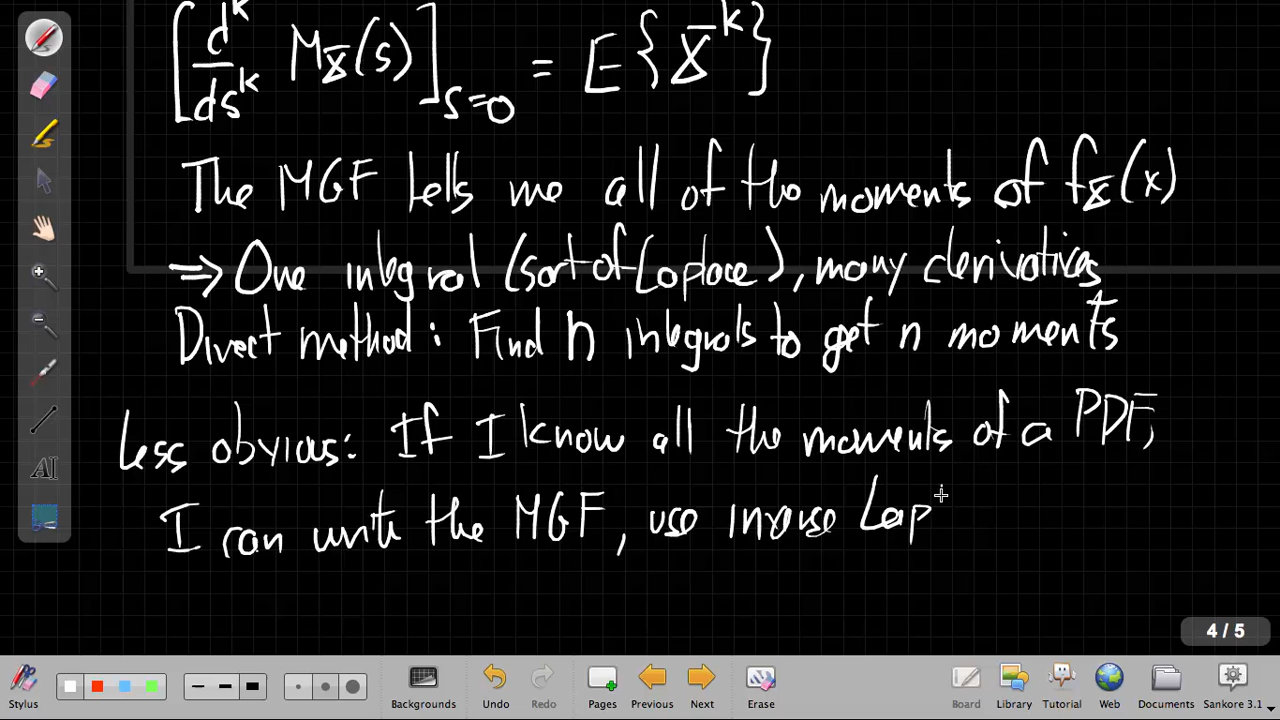 [d^k/ds^k M_X(s)]_{s=0} = E{X^k}
The MGF tells me all of the moments of f_X(x)
⇒ One integral (sort of Laplace), many derivatives
Direct method: Find n integrals to get n moments
Less obvious: If I know all the moments of a PDF,
I can write the MGF, use inverse Lap
4 / 5
Stylus Backgrounds Undo Redo Pages Previous Next Erase Board Library Tutorial Web Documents Sankore 3.1